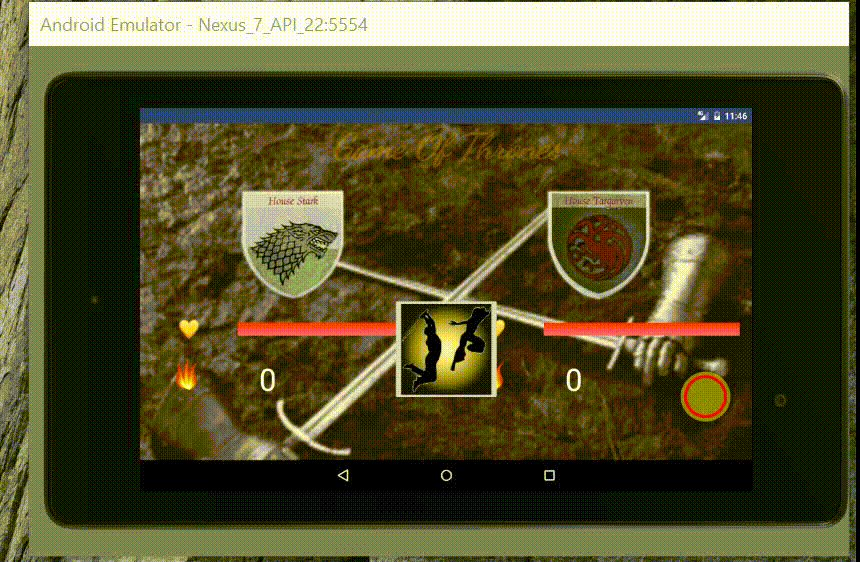 Android Emulator - Nexus_7_API_22:5554
11:46
Game Of Thrones
House Stark
House Targaryen
0
0